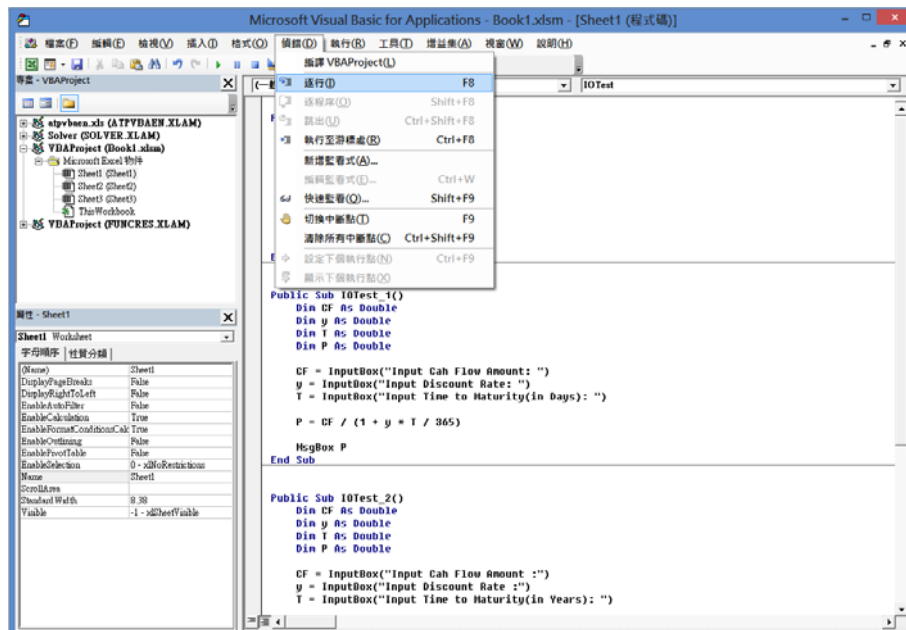 Microsoft Visual Basic for Applications - Book1.xlsm - [Sheet1 (程式碼)]
檔案(F) 編輯(E) 檢視(V) 插入(I) 格式(O) 偵錯(D) 執行(R) 工具(T) 增益集(A) 視窗(W) 說明(H)
專案 - VBAProject
atpvbaen.xls (ATPVBAEN.XLAM)
Solver (SOLVER.XLAM)
VBAProject (Book1.xlsm)
Microsoft Excel 物件
Sheet1 (Sheet1)
Sheet2 (Sheet2)
Sheet3 (Sheet3)
ThisWorkbook
VBAProject (FUNCRES.XLAM)
屬性 - Sheet1
Sheet1 Worksheet
字母順序 性質分類
(Name) Sheet1
DisplayPageBreaks False
DisplayRightToLeft False
EnableAutoFilter False
EnableCalculation True
EnableFormatConditionsCalc True
EnableOutlining False
EnablePivotTable False
EnableSelection 0 - xlNoRestrictions
Name Sheet1
ScrollArea
Standard Width 8.38
Visible -1 - xlSheetVisible
編譯 VBAProject(L)
逐行(I) F8
逐程序(O) Shift+F8
跳出(U) Ctrl+Shift+F8
執行至游標處(R) Ctrl+F8
新增監看式(A)...
編輯監看式(E)... Ctrl+W
快速監看(Q)... Shift+F9
切換中斷點(T) F9
清除所有中斷點(C) Ctrl+Shift+F9
設定下個執行點(N) Ctrl+F9
顯示下個執行點(X)
IOTest
Public Sub IOTest_1()
Dim CF As Double
Dim y As Double
Dim T As Double
Dim P As Double
CF = InputBox("Input Cah Flow Amount: ")
y = InputBox("Input Discount Rate: ")
T = InputBox("Input Time to Maturity(in Days): ")
P = CF / (1 + y * T / 365)
MsgBox P
End Sub
Public Sub IOTest_2()
Dim CF As Double
Dim y As Double
Dim T As Double
Dim P As Double
CF = InputBox("Input Cah Flow Amount :")
y = InputBox("Input Discount Rate :")
T = InputBox("Input Time to Maturity(in Years): ")